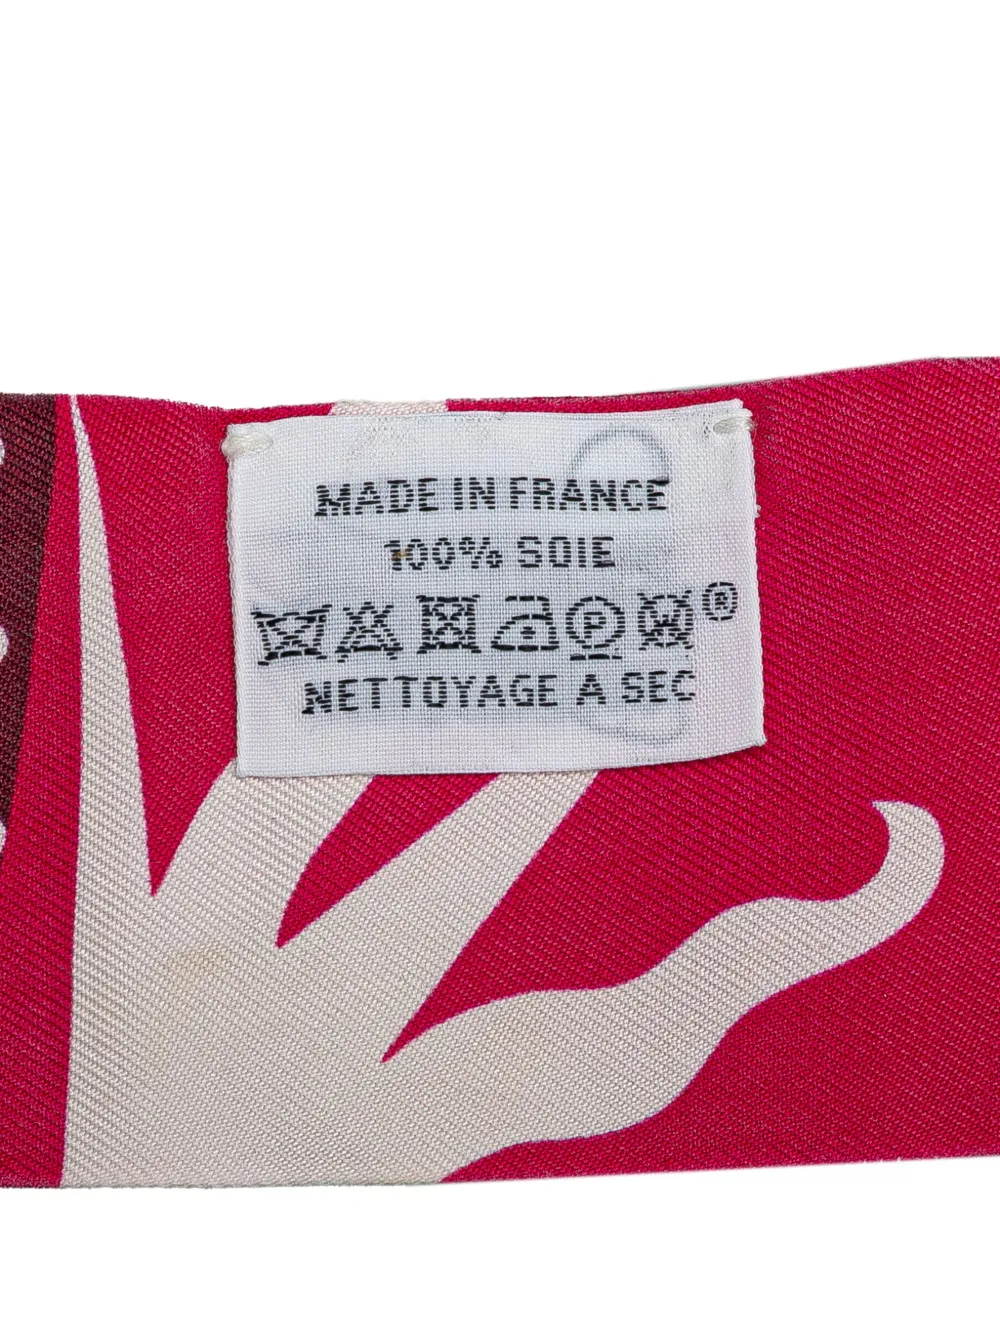 MADE IN FRANCE
100% SOIE
P ®
NETTOYAGE A SEC